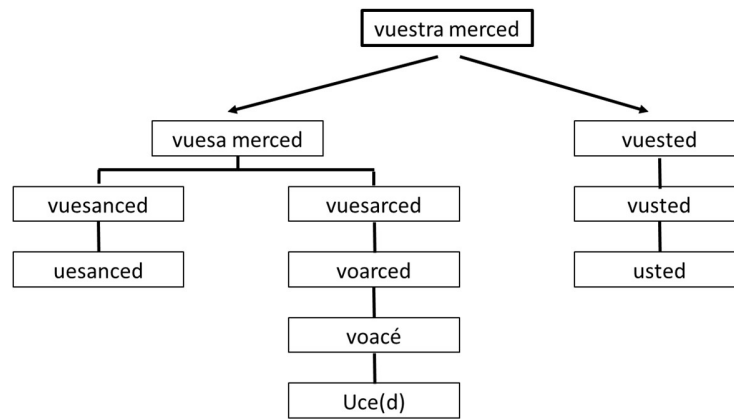 vuestra merced
vuesa merced
vuested
vuesanced
vuesarced
vusted
uesanced
voarced
usted
voacé
Uce(d)